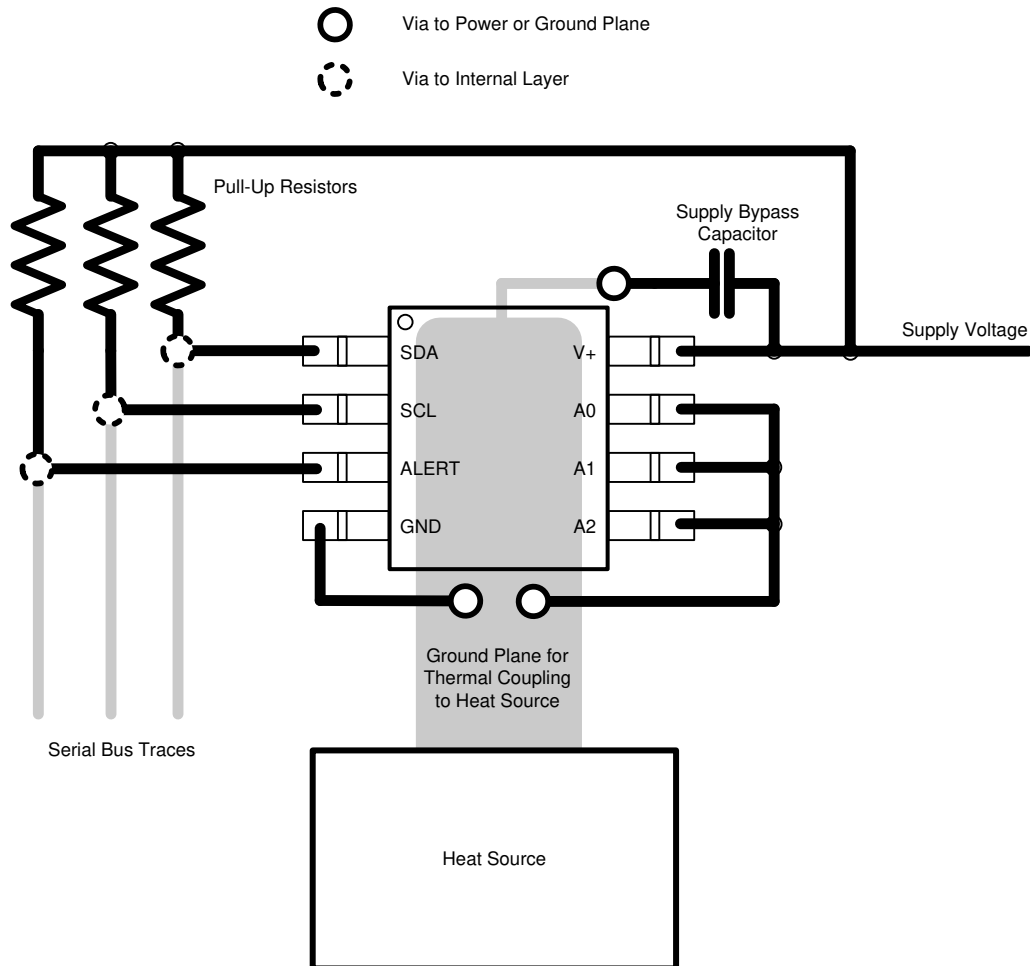 Via to Power or Ground Plane
Via to Internal Layer
Pull-Up Resistors
Supply Bypass
Capacitor
Supply Voltage
SDA
V+
SCL
A0
ALERT
A1
GND
A2
Ground Plane for
Thermal Coupling
to Heat Source
Serial Bus Traces
Heat Source